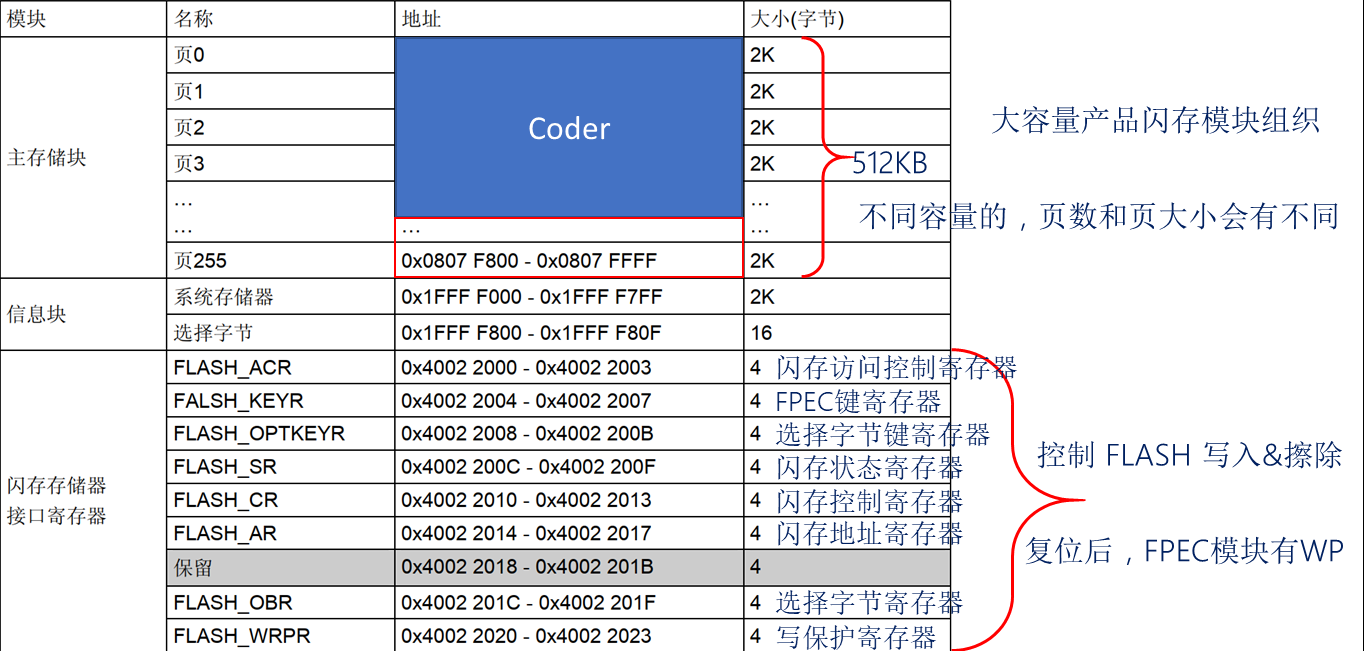 模块 名称 地址 大小(字节)
主存储块
页0 2K
页1 2K
页2 2K
页3 2K
… …
… … …
页255 0x0807 F800 - 0x0807 FFFF 2K
Coder
512KB
大容量产品闪存模块组织
不同容量的，页数和页大小会有不同
信息块
系统存储器 0x1FFF F000 - 0x1FFF F7FF 2K
选择字节 0x1FFF F800 - 0x1FFF F80F 16
闪存存储器
接口寄存器
FLASH_ACR 0x4002 2000 - 0x4002 2003 4 闪存访问控制寄存器
FALSH_KEYR 0x4002 2004 - 0x4002 2007 4 FPEC键寄存器
FLASH_OPTKEYR 0x4002 2008 - 0x4002 200B 4 选择字节键寄存器
FLASH_SR 0x4002 200C - 0x4002 200F 4 闪存状态寄存器
FLASH_CR 0x4002 2010 - 0x4002 2013 4 闪存控制寄存器
FLASH_AR 0x4002 2014 - 0x4002 2017 4 闪存地址寄存器
保留 0x4002 2018 - 0x4002 201B 4
FLASH_OBR 0x4002 201C - 0x4002 201F 4 选择字节寄存器
FLASH_WRPR 0x4002 2020 - 0x4002 2023 4 写保护寄存器
控制 FLASH 写入&擦除
复位后，FPEC模块有WP